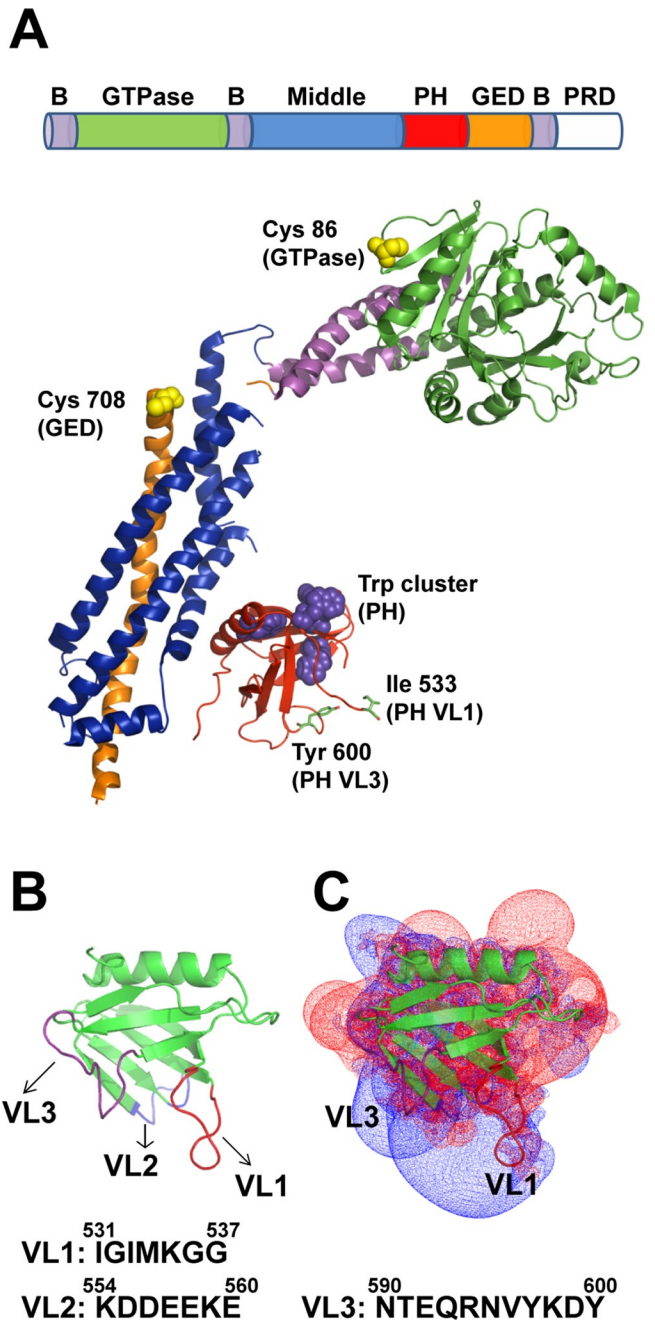 A
B GTPase B Middle PH GED B PRD
Cys 86
(GTPase)
Cys 708
(GED)
Trp cluster
(PH)
Ile 533
(PH VL1)
Tyr 600
(PH VL3)
B
C
VL3
VL2
VL1
VL3
VL1
531 537
VL1: IGIMKGG
554 560
VL2: KDDEEKE
590 600
VL3: NTEQRNVYKDY